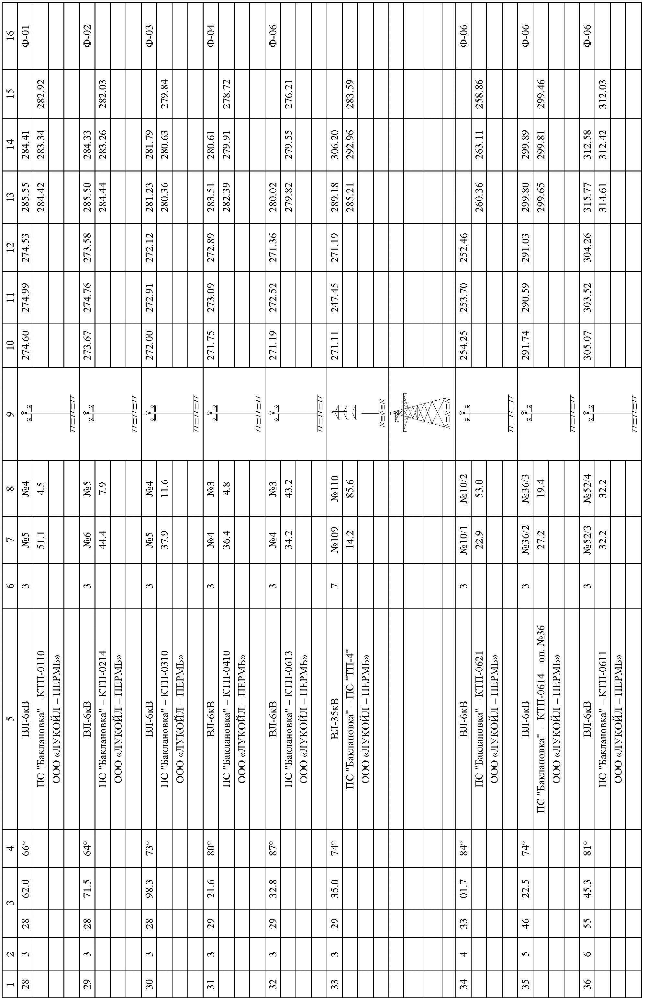 1 2 3 4 5 6 7 8 9 10 11 12 13 14 15 16
28 3 28 62.0 66° ВЛ-6кВ 3 №5 №4 274.60 274.99 274.53 285.55 284.41 Ф-01
ПС "Баклановка" – КТП-0110 51.1 4.5 284.42 283.34 282.92
ООО «ЛУКОЙЛ – ПЕРМЬ»
29 3 28 71.5 64° ВЛ-6кВ 3 №6 №5 273.67 274.76 273.58 285.50 284.33 Ф-02
ПС "Баклановка" – КТП-0214 44.4 7.9 284.44 283.26 282.03
ООО «ЛУКОЙЛ – ПЕРМЬ»
30 3 28 98.3 73° ВЛ-6кВ 3 №5 №4 272.00 272.91 272.12 281.23 281.79 Ф-03
ПС "Баклановка" – КТП-0310 37.9 11.6 280.36 280.63 279.84
ООО «ЛУКОЙЛ – ПЕРМЬ»
31 3 29 21.6 80° ВЛ-6кВ 3 №4 №3 271.75 273.09 272.89 283.51 280.61 Ф-04
ПС "Баклановка" – КТП-0410 36.4 4.8 282.39 279.91 278.72
ООО «ЛУКОЙЛ – ПЕРМЬ»
32 3 29 32.8 87° ВЛ-6кВ 3 №4 №3 271.19 272.52 271.36 280.02 Ф-06
ПС "Баклановка" – КТП-0613 34.2 43.2 279.82 279.55 276.21
ООО «ЛУКОЙЛ – ПЕРМЬ»
33 3 29 35.0 74° ВЛ-35кВ 7 №109 №110 271.11 247.45 271.19 289.18 306.20
ПС "Баклановка" – ПС "ТП-4" 14.2 85.6 285.21 292.96 283.59
ООО «ЛУКОЙЛ – ПЕРМЬ»
34 4 33 01.7 84° ВЛ-6кВ 3 №10/1 №10/2 254.25 253.70 252.46 Ф-06
ПС "Баклановка" – КТП-0621 22.9 53.0 260.36 263.11 258.86
ООО «ЛУКОЙЛ – ПЕРМЬ»
35 5 46 22.5 74° ВЛ-6кВ 3 №36/2 №36/3 291.74 290.59 291.03 299.80 299.89 Ф-06
ПС "Баклановка" – КТП-0614 – оп. №36 27.2 19.4 299.65 299.81 299.46
ООО «ЛУКОЙЛ – ПЕРМЬ»
36 6 55 45.3 81° ВЛ-6кВ 3 №52/3 №52/4 305.07 303.52 304.26 315.77 312.58 Ф-06
ПС "Баклановка" – КТП-0611 32.2 32.2 314.61 312.42 312.03
ООО «ЛУКОЙЛ – ПЕРМЬ»